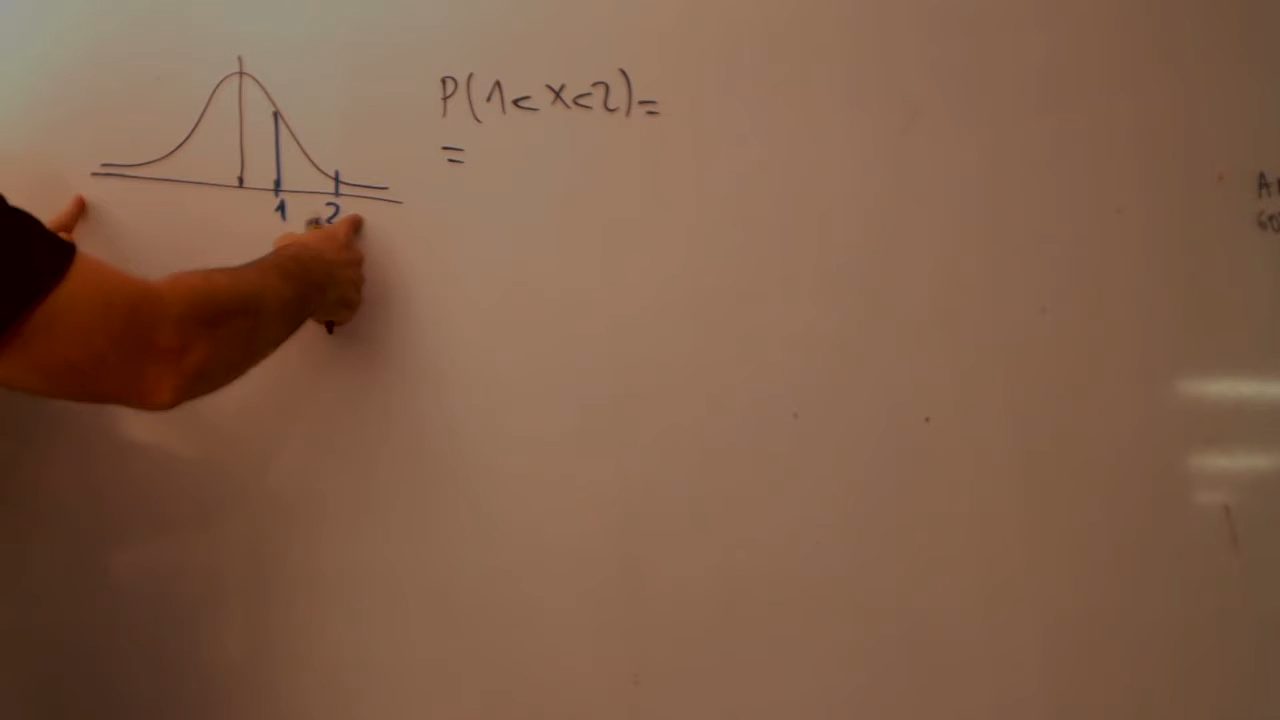 P(1<X<2)=
=
1 2